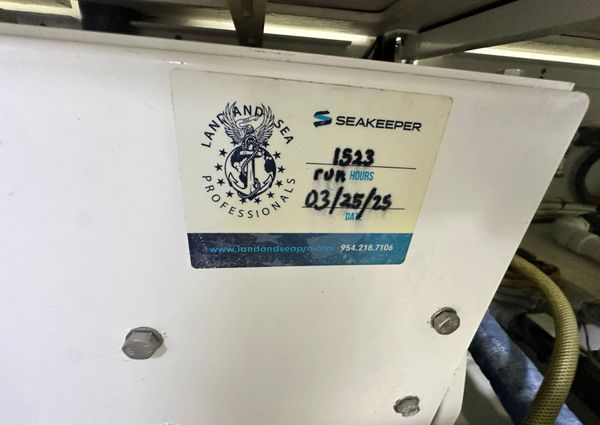 LAND AND SEA
PROFESSIONALS
SEAKEEPER
1523
run HOURS
03/25/25
DATE
www.landandseapro.com 954.218.7106